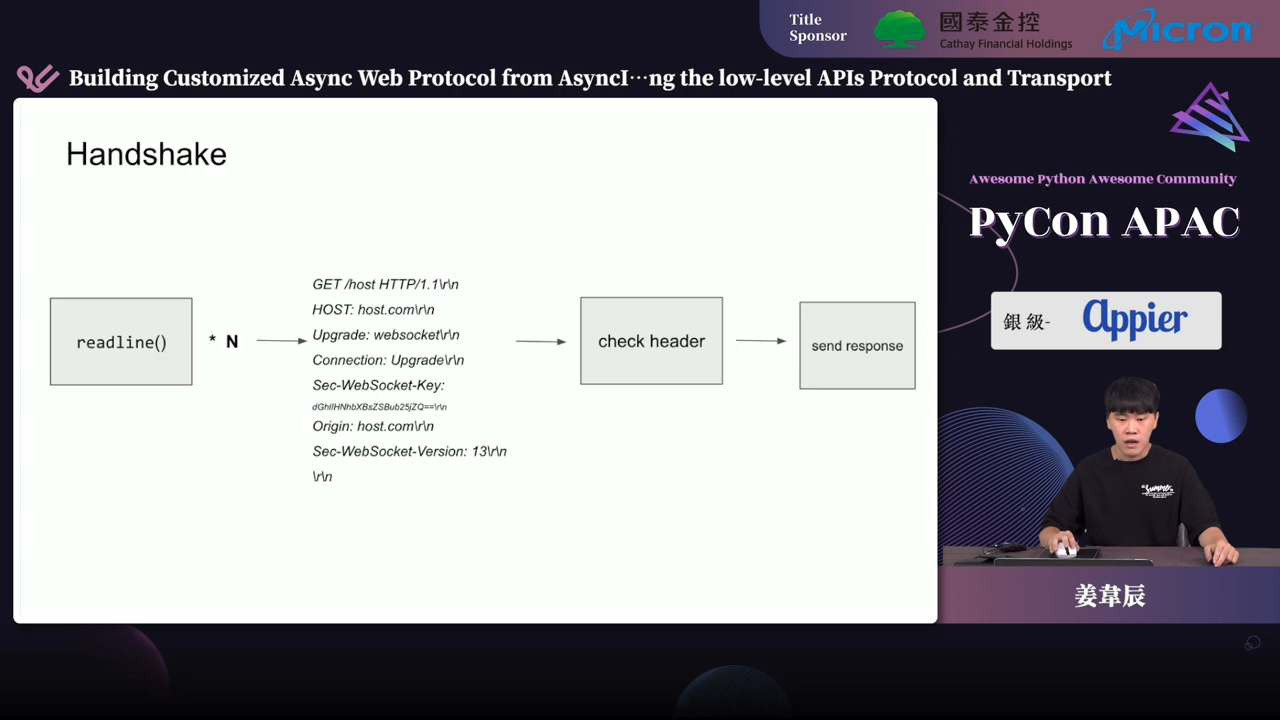 Title
Sponsor
國泰金控
Cathay Financial Holdings
Micron
Building Customized Async Web Protocol from AsyncI…ng the low-level APIs Protocol and Transport
Handshake
readline()
* N
GET /host HTTP/1.1\r\n
HOST: host.com\r\n
Upgrade: websocket\r\n
Connection: Upgrade\r\n
Sec-WebSocket-Key:
dGhlIHNhbXBsZSBub25jZQ==\r\n
Origin: host.com\r\n
Sec-WebSocket-Version: 13\r\n
\r\n
check header
send response
Awesome Python Awesome Community
PyCon APAC
銀級-
Appier
姜韋辰